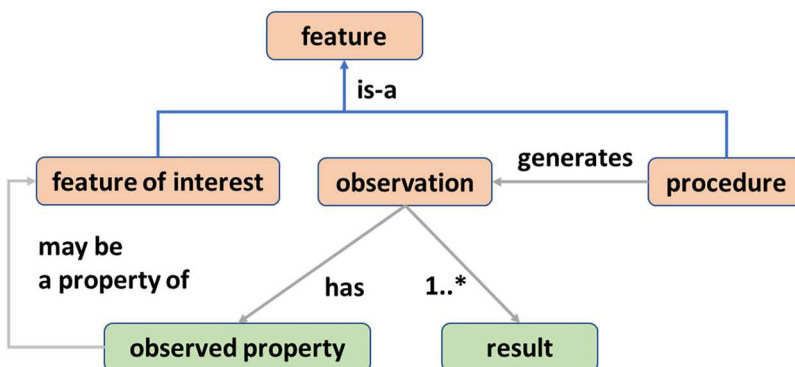 feature
is-a
generates
feature of interest
observation
procedure
may be
a property of
has
1..*
observed property
result